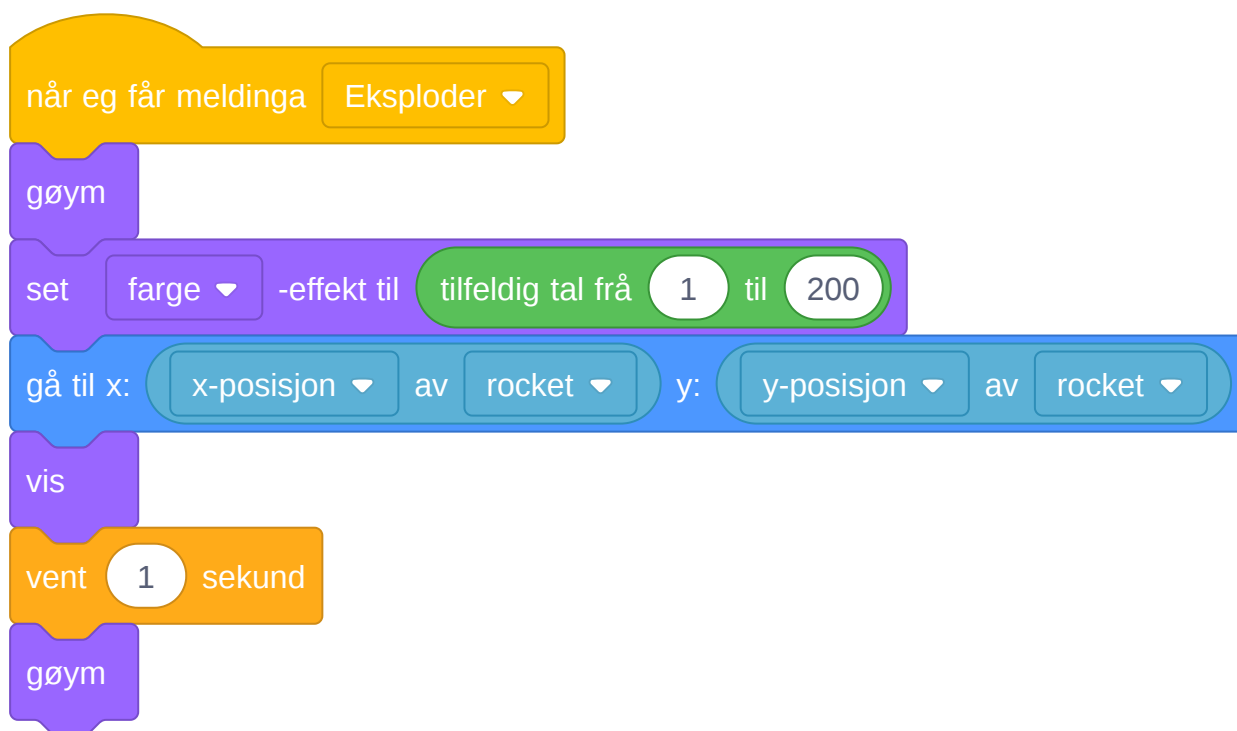 når eg får meldinga Eksploder
gøym
set farge -effekt til tilfeldig tal frå 1 til 200
gå til x: x-posisjon av rocket y: y-posisjon av rocket
vis
vent 1 sekund
gøym